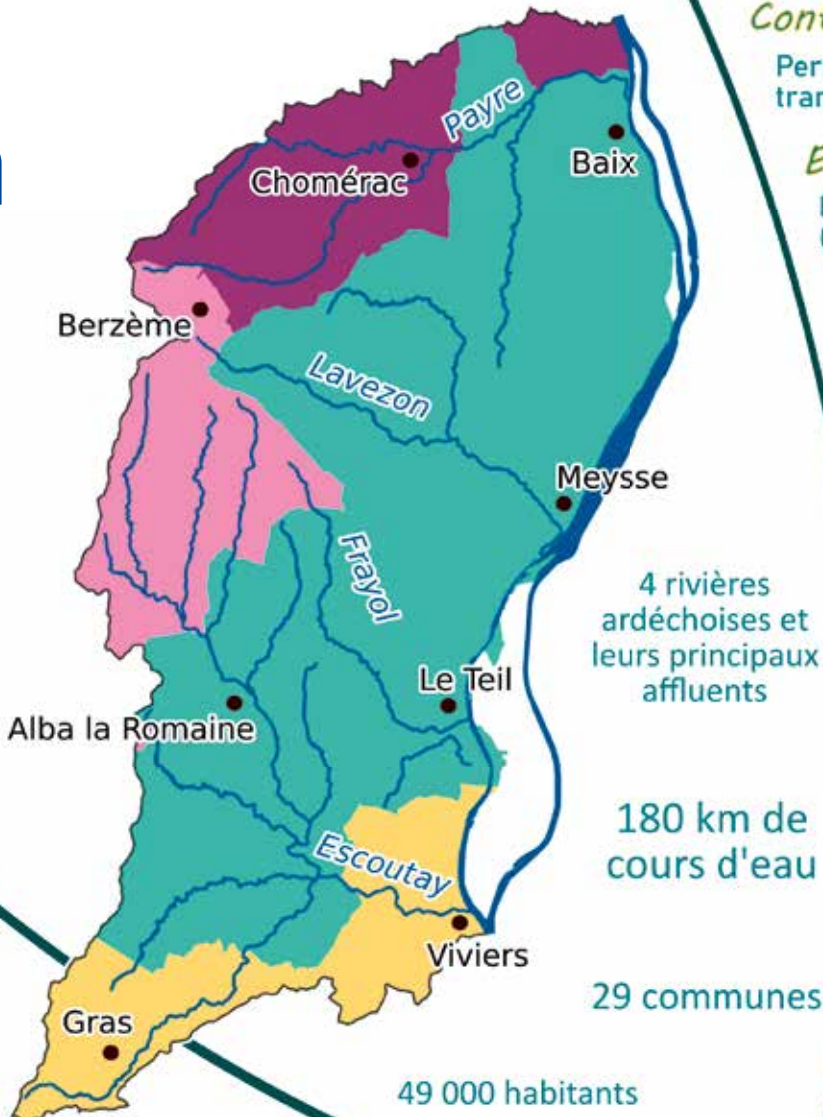 Payre
Chomérac
Baix
Berzème
Lavezon
Meysse
Frayol
4 rivières
ardéchoises et
leurs principaux
affluents
Le Teil
Alba la Romaine
180 km de
cours d'eau
Escoutay
Viviers
29 communes
Gras
49 000 habitants